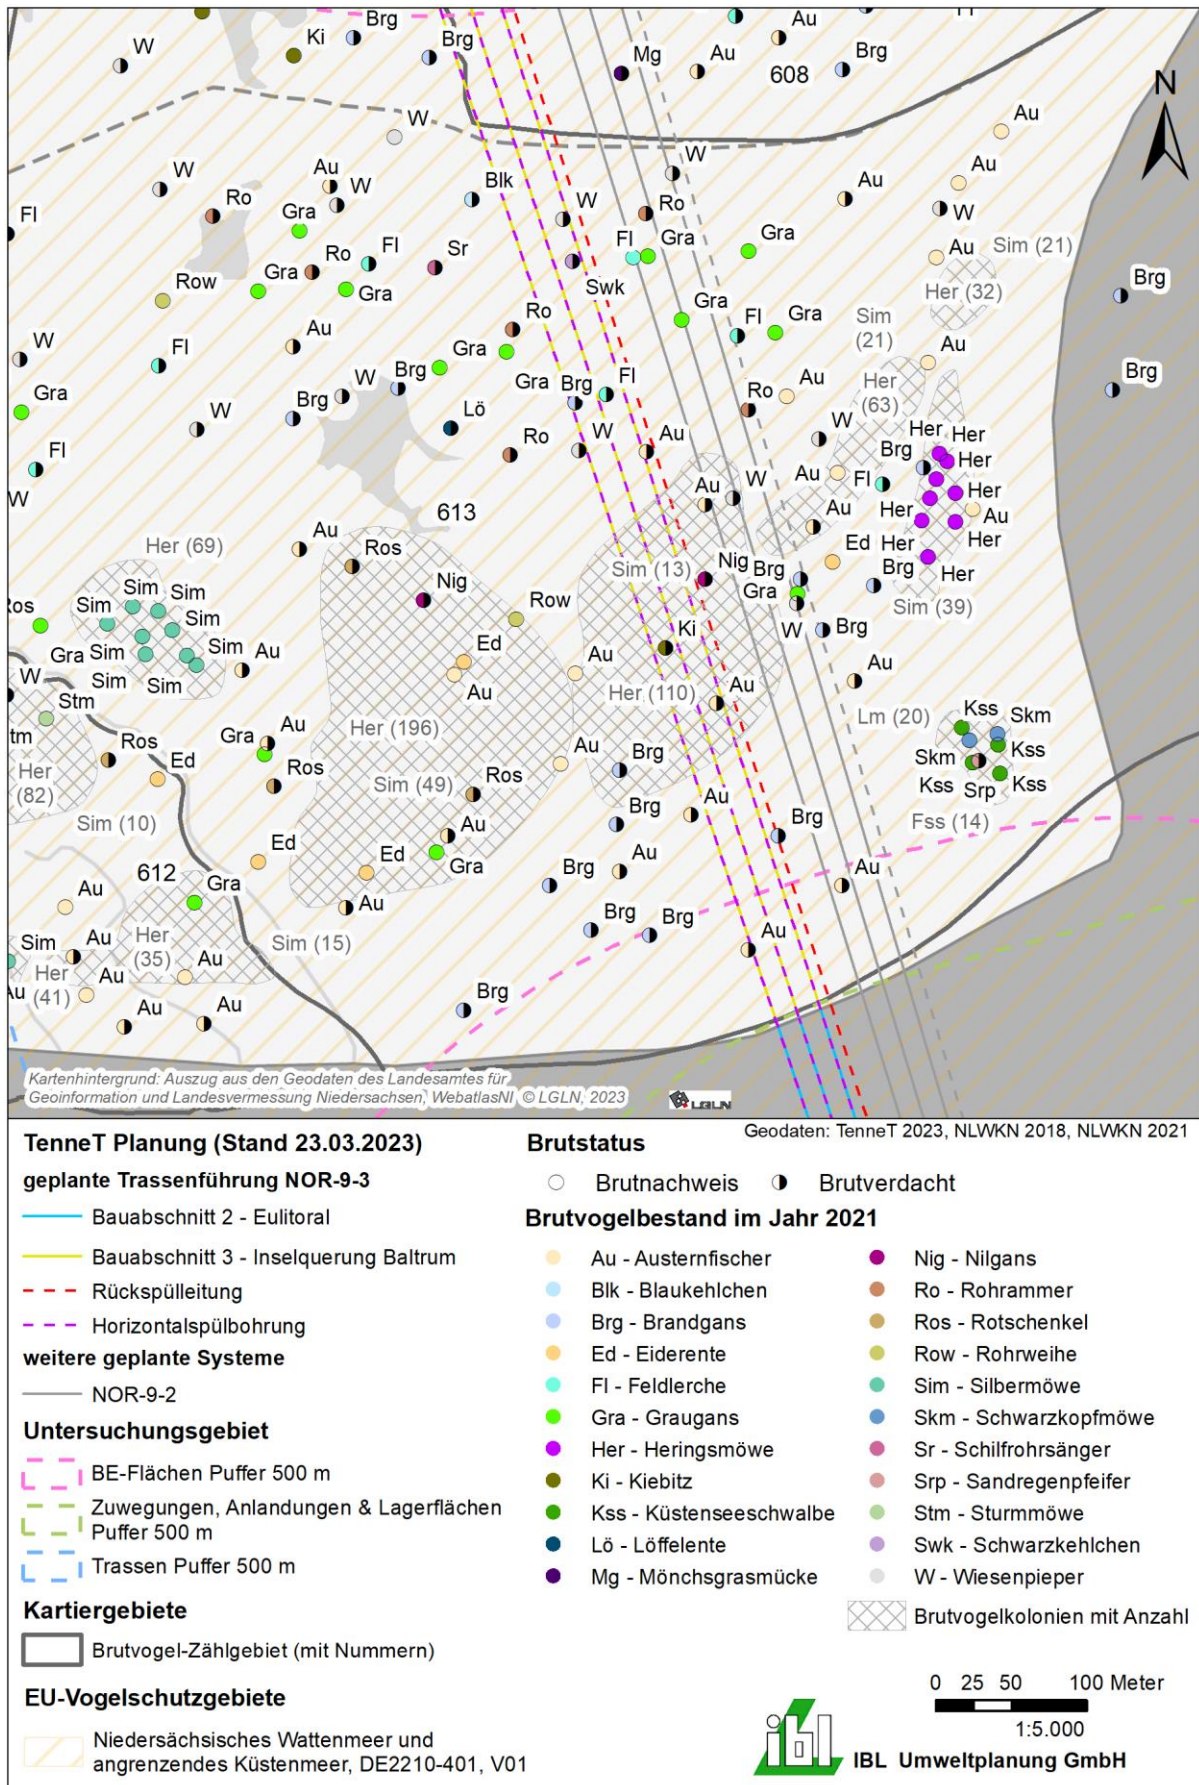 Ki
Brg
Brg
W
Mg
Au
Brg
608
N
W
Au
W
Au
W
Au
W
Blk
W
Ro
Au
W
Fl
Ro
Gra
Fl
Gra
Gra
Au
Sim (21)
Her (32)
Gra
Ro
Fl
Sr
Swk
Row
Gra
Gra
Brg
Ro
Gra
Fl
Gra
Sim
(21)
Au
W
Fl
Au
Gra
Brg
Gra
W
Brg
Gra
Brg
Fl
Ro
Au
Her
(63)
Brg
W
Lö
Ro
W
Au
W
Her
Her
Brg
Her
Fl
W
613
Au
W
Au
Fl
Her
Her
Au
Au
Her
Her
Her (69)
Au
Ros
Ed
Sim (13)
Nig
Brg
Brg
Her
Sim (39)
Sim
Sim
Sim
Sim
Nig
Row
Gra
Ros
Gra
Sim
Sim
Sim
Sim
Au
Ed
Au
Au
Ki
W
Brg
W
Stm
Her (110)
Au
Au
Lm (20)
Kss
Skm
tm
Ros
Ed
Gra
Au
Her (196)
Au
Brg
Skm
Kss
Her
(82)
Ros
Sim (49)
Ros
Kss
Srp
Kss
Sim (10)
Brg
Au
Brg
Fss (14)
Ed
Au
Gra
612
Gra
Ed
Brg
Au
Au
Au
Au
Sim (15)
Brg
Brg
Au
Sim
Au
Her
(35)
Au
Her
(41)
Au
Au
Au
Au
Brg
Kartenhintergrund: Auszug aus den Geodaten des Landesamtes für
Geoinformation und Landesvermessung Niedersachsen, WebatlasNI © LGLN, 2023
LGLN
Geodaten: TenneT 2023, NLWKN 2018, NLWKN 2021
TenneT Planung (Stand 23.03.2023)
geplante Trassenführung NOR-9-3
Bauabschnitt 2 - Eulitoral
Bauabschnitt 3 - Inselquerung Baltrum
Rückspülleitung
Horizontalspülbohrung
weitere geplante Systeme
NOR-9-2
Untersuchungsgebiet
BE-Flächen Puffer 500 m
Zuwegungen, Anlandungen & Lagerflächen
Puffer 500 m
Trassen Puffer 500 m
Kartiergebiete
Brutvogel-Zählgebiet (mit Nummern)
EU-Vogelschutzgebiete
Niedersächsisches Wattenmeer und
angrenzendes Küstenmeer, DE2210-401, V01
Brutstatus
Brutnachweis
Brutverdacht
Brutvogelbestand im Jahr 2021
Au - Austernfischer
Blk - Blaukehlchen
Brg - Brandgans
Ed - Eiderente
Fl - Feldlerche
Gra - Graugans
Her - Heringsmöwe
Ki - Kiebitz
Kss - Küstenseeschwalbe
Lö - Löffelente
Mg - Mönchsgrasmücke
Nig - Nilgans
Ro - Rohrammer
Ros - Rotschenkel
Row - Rohrweihe
Sim - Silbermöwe
Skm - Schwarzkopfmöwe
Sr - Schilfrohrsänger
Srp - Sandregenpfeifer
Stm - Sturmmöwe
Swk - Schwarzkehlchen
W - Wiesenpieper
Brutvogelkolonien mit Anzahl
0 25 50 100 Meter
1:5.000
ibl
IBL Umweltplanung GmbH